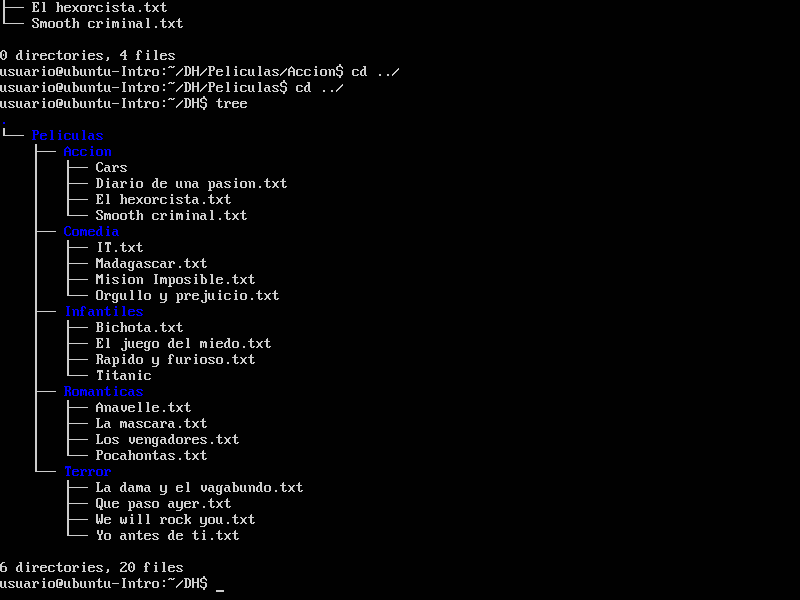 ├── El hexorcista.txt
└── Smooth criminal.txt
0 directories, 4 files
usuario@ubuntu-Intro:~/DH/Peliculas/Accion$ cd ../
usuario@ubuntu-Intro:~/DH/Peliculas$ cd ../
usuario@ubuntu-Intro:~/DH$ tree
.
└── Peliculas
    ├── Accion
    │   ├── Cars
    │   ├── Diario de una pasion.txt
    │   ├── El hexorcista.txt
    │   └── Smooth criminal.txt
    ├── Comedia
    │   ├── IT.txt
    │   ├── Madagascar.txt
    │   ├── Mision Imposible.txt
    │   └── Orgullo y prejuicio.txt
    ├── Infantiles
    │   ├── Bichota.txt
    │   ├── El juego del miedo.txt
    │   ├── Rapido y furioso.txt
    │   └── Titanic
    ├── Romanticas
    │   ├── Anavelle.txt
    │   ├── La mascara.txt
    │   ├── Los vengadores.txt
    │   └── Pocahontas.txt
    └── Terror
        ├── La dama y el vagabundo.txt
        ├── Que paso ayer.txt
        ├── We will rock you.txt
        └── Yo antes de ti.txt
6 directories, 20 files
usuario@ubuntu-Intro:~/DH$ _